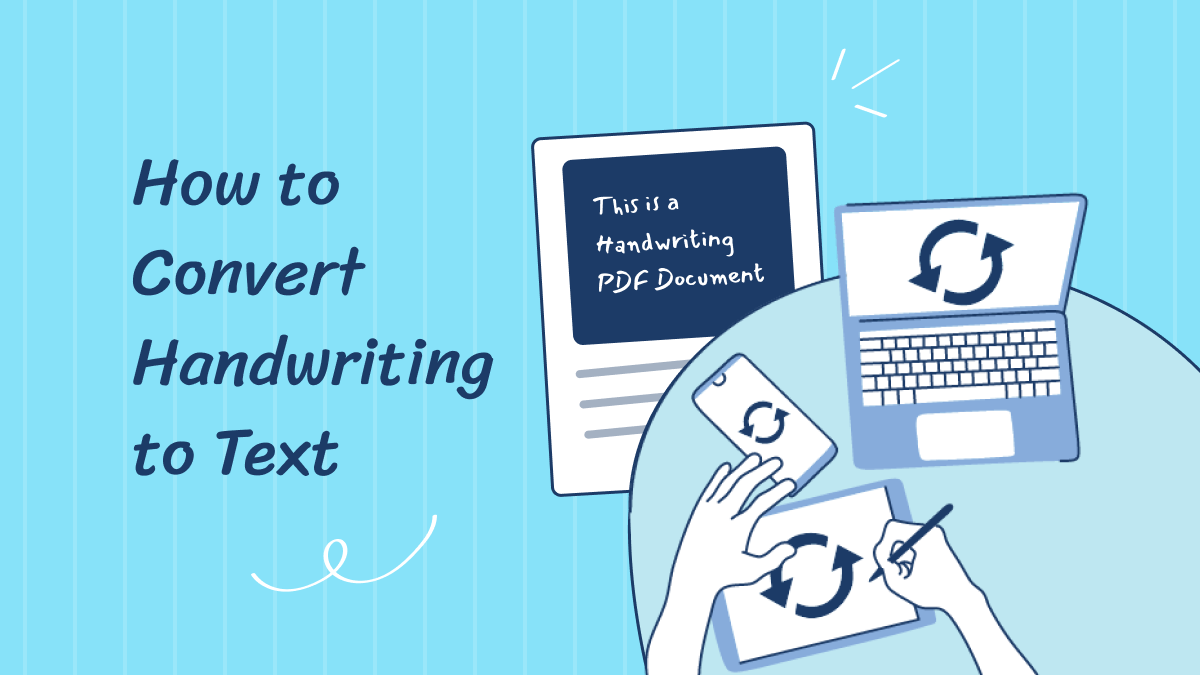 How to
Convert
Handwriting
to Text
This is a
Handwriting
PDF Document